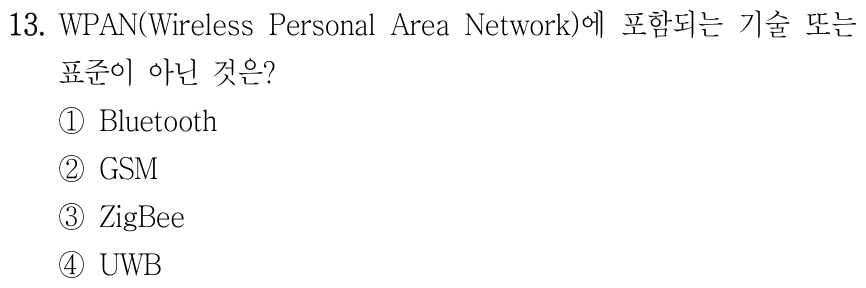 13. WPAN(Wireless Personal Area Network)에 포함되는 기술 또는
표준이 아닌 것은?
① Bluetooth
② GSM
③ ZigBee
④ UWB